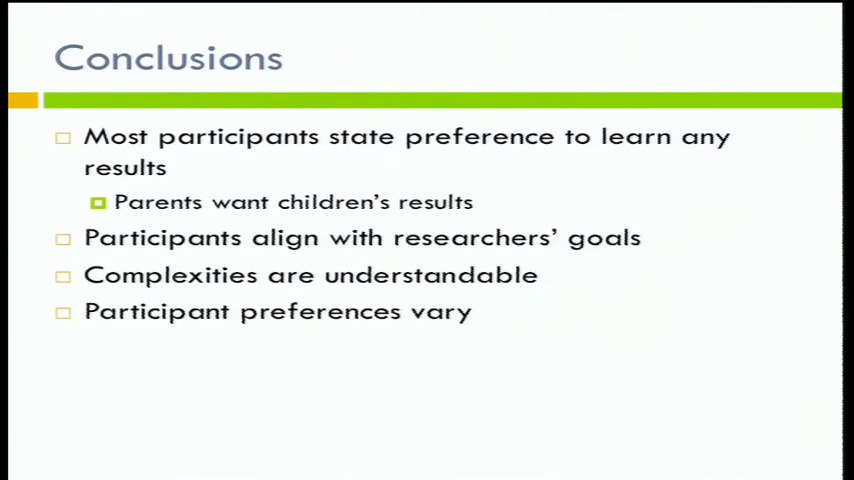 Conclusions
Most participants state preference to learn any
results
Parents want children's results
Participants align with researchers' goals
Complexities are understandable
Participant preferences vary